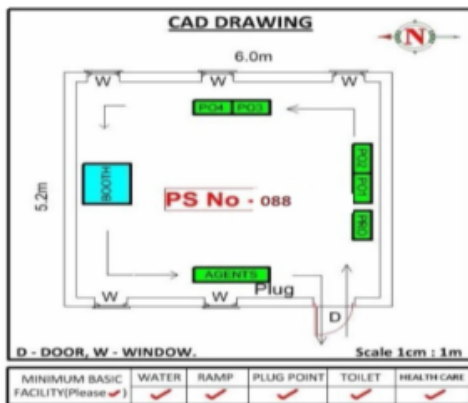 CAD DRAWING
N
6.0m
W W W
PO4 PO3
BOOTH
5.2m
PS No - 088
PO2
PO1
PRO
AGENTS
Plug
W W
D
D - DOOR, W - WINDOW. Scale 1cm : 1m
MINIMUM BASIC FACILITY(Please ✓) WATER RAMP PLUG POINT TOILET HEALTH CARE
✓ ✓ ✓ ✓ ✓